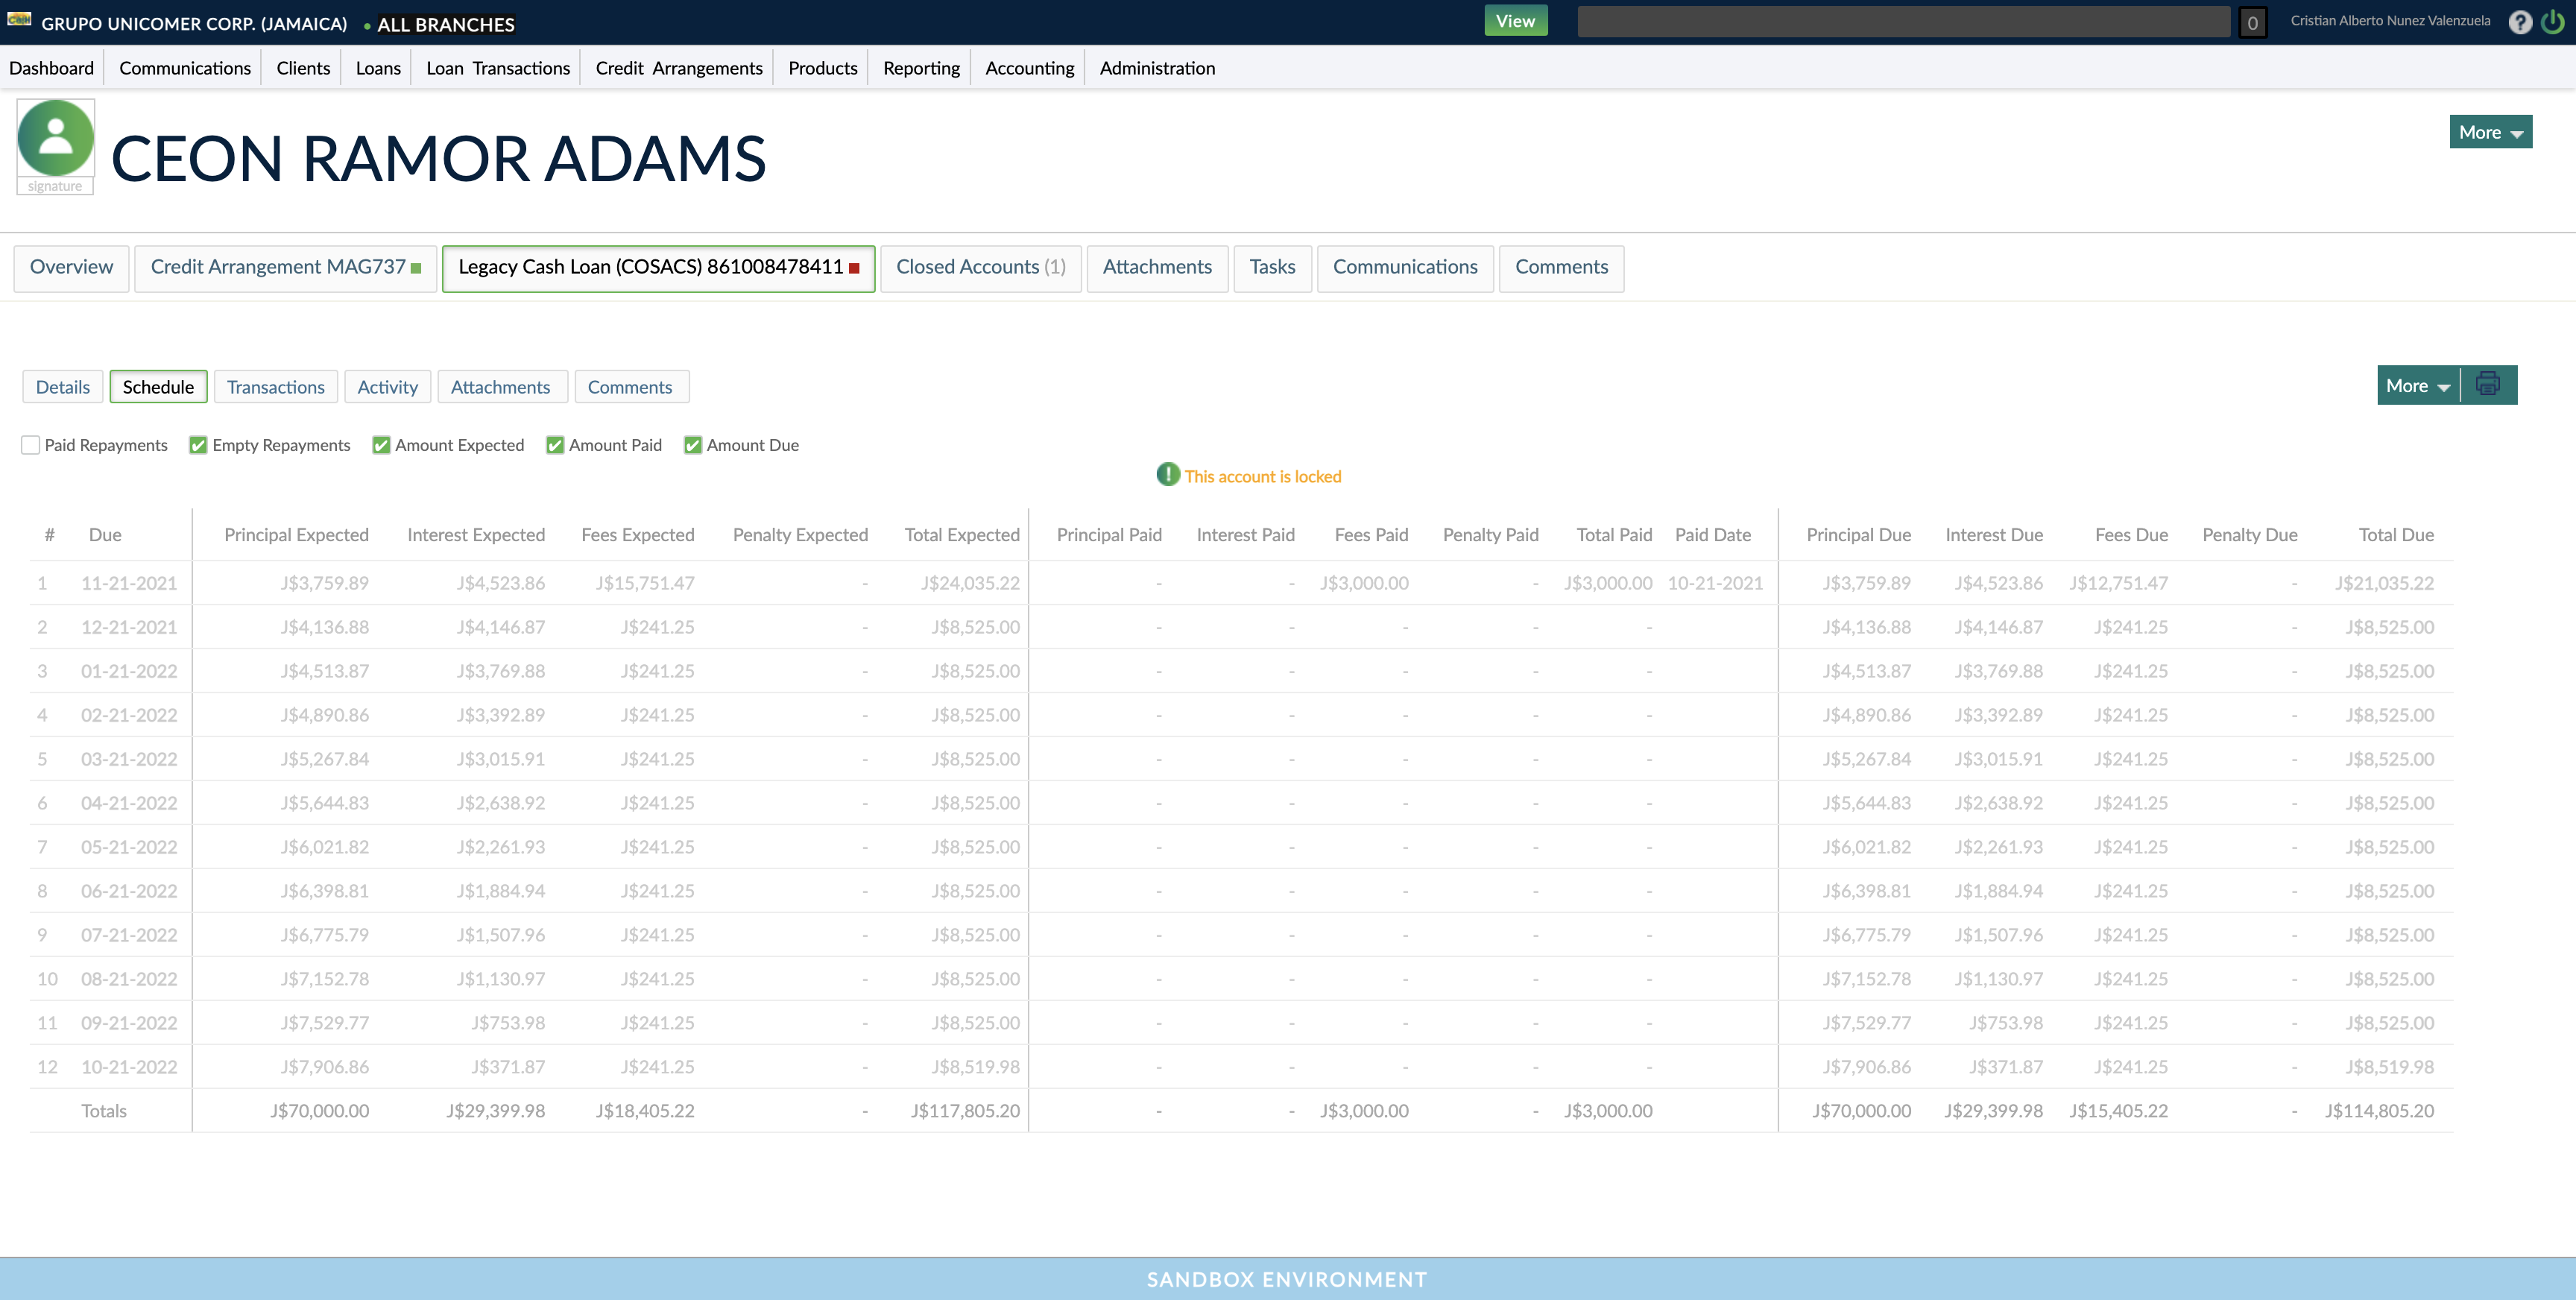 GRUPO UNICOMER CORP. (JAMAICA) • ALL BRANCHES View 0 Cristian Alberto Nunez Valenzuela ?
Dashboard Communications Clients Loans Loan Transactions Credit Arrangements Products Reporting Accounting Administration
CEON RAMOR ADAMS More
signature
Overview Credit Arrangement MAG737 Legacy Cash Loan (COSACS) 861008478411 Closed Accounts (1) Attachments Tasks Communications Comments
Details Schedule Transactions Activity Attachments Comments More
Paid Repayments Empty Repayments Amount Expected Amount Paid Amount Due
This account is locked
# Due Principal Expected Interest Expected Fees Expected Penalty Expected Total Expected Principal Paid Interest Paid Fees Paid Penalty Paid Total Paid Paid Date Principal Due Interest Due Fees Due Penalty Due Total Due
1 11-21-2021 J$3,759.89 J$4,523.86 J$15,751.47 - J$24,035.22 - - J$3,000.00 - J$3,000.00 10-21-2021 J$3,759.89 J$4,523.86 J$12,751.47 - J$21,035.22
2 12-21-2021 J$4,136.88 J$4,146.87 J$241.25 - J$8,525.00 - - - - - J$4,136.88 J$4,146.87 J$241.25 - J$8,525.00
3 01-21-2022 J$4,513.87 J$3,769.88 J$241.25 - J$8,525.00 - - - - - J$4,513.87 J$3,769.88 J$241.25 - J$8,525.00
4 02-21-2022 J$4,890.86 J$3,392.89 J$241.25 - J$8,525.00 - - - - - J$4,890.86 J$3,392.89 J$241.25 - J$8,525.00
5 03-21-2022 J$5,267.84 J$3,015.91 J$241.25 - J$8,525.00 - - - - - J$5,267.84 J$3,015.91 J$241.25 - J$8,525.00
6 04-21-2022 J$5,644.83 J$2,638.92 J$241.25 - J$8,525.00 - - - - - J$5,644.83 J$2,638.92 J$241.25 - J$8,525.00
7 05-21-2022 J$6,021.82 J$2,261.93 J$241.25 - J$8,525.00 - - - - - J$6,021.82 J$2,261.93 J$241.25 - J$8,525.00
8 06-21-2022 J$6,398.81 J$1,884.94 J$241.25 - J$8,525.00 - - - - - J$6,398.81 J$1,884.94 J$241.25 - J$8,525.00
9 07-21-2022 J$6,775.79 J$1,507.96 J$241.25 - J$8,525.00 - - - - - J$6,775.79 J$1,507.96 J$241.25 - J$8,525.00
10 08-21-2022 J$7,152.78 J$1,130.97 J$241.25 - J$8,525.00 - - - - - J$7,152.78 J$1,130.97 J$241.25 - J$8,525.00
11 09-21-2022 J$7,529.77 J$753.98 J$241.25 - J$8,525.00 - - - - - J$7,529.77 J$753.98 J$241.25 - J$8,525.00
12 10-21-2022 J$7,906.86 J$371.87 J$241.25 - J$8,519.98 - - - - - J$7,906.86 J$371.87 J$241.25 - J$8,519.98
Totals J$70,000.00 J$29,399.98 J$18,405.22 - J$117,805.20 - - J$3,000.00 - J$3,000.00 J$70,000.00 J$29,399.98 J$15,405.22 - J$114,805.20
SANDBOX ENVIRONMENT